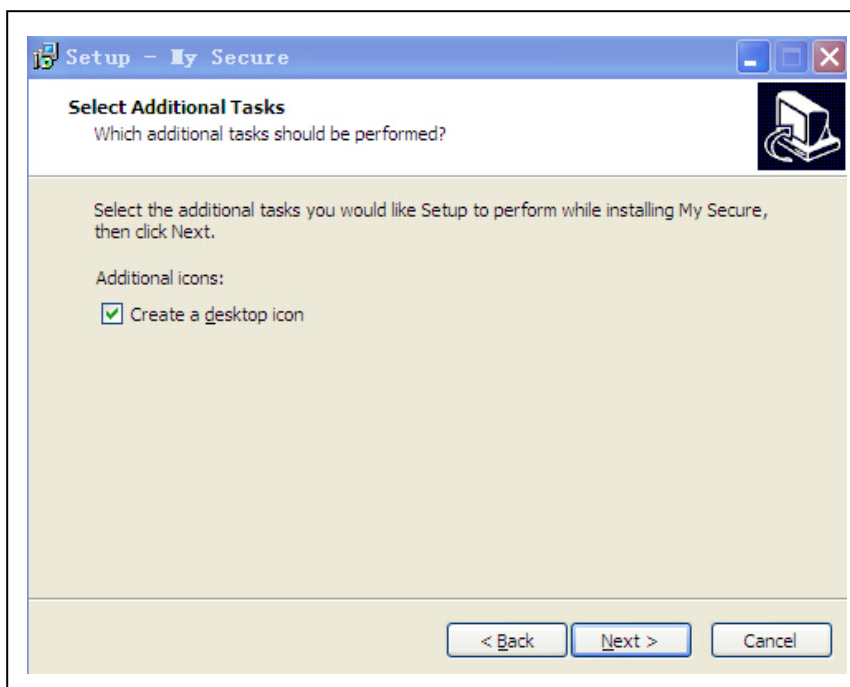 Setup - My Secure
Select Additional Tasks
Which additional tasks should be performed?
Select the additional tasks you would like Setup to perform while installing My Secure,
then click Next.
Additional icons:
Create a desktop icon
< Back
Next >
Cancel